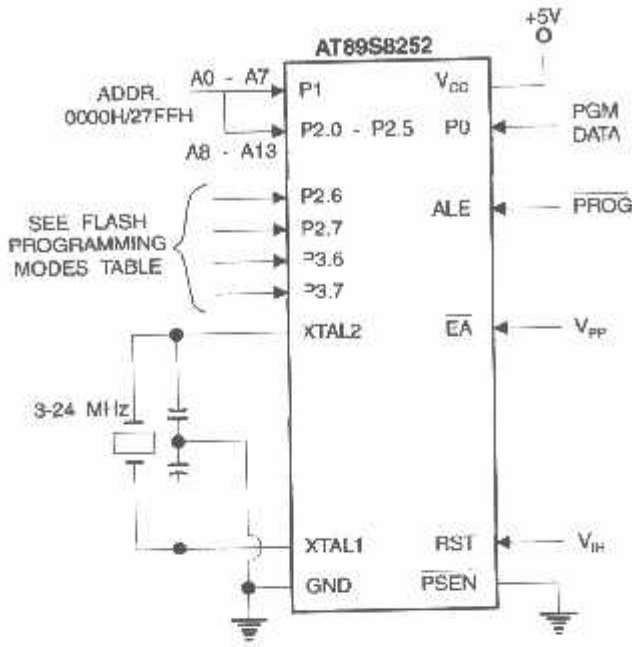 +5V
AT89S8252
A0 - A7
ADDR.
0000H/27FFH
P1
VCC
P2.0 - P2.5
P0
PGM
DATA
A8 - A13
P2.6
ALE
PROG
SEE FLASH
PROGRAMMING
MODES TABLE
P2.7
P3.6
P3.7
XTAL2
EA
VPP
3-24 MHz
XTAL1
RST
VIH
GND
PSEN